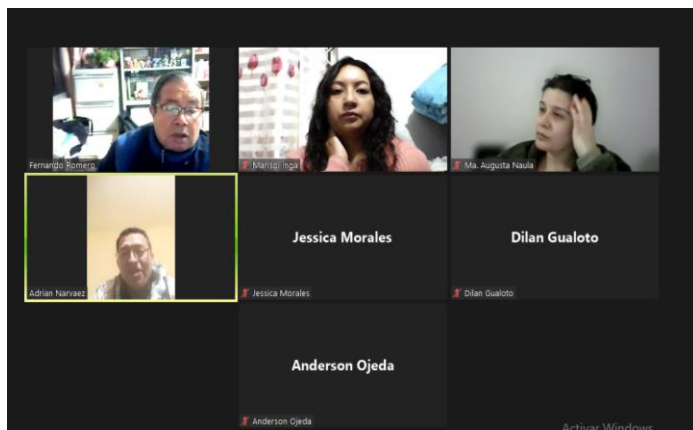 Fernando Romero
Marisol Inga
Ma. Augusta Naula
Adrian Narvaez
Jessica Morales
Jessica Morales
Dilan Gualoto
Dilan Gualoto
Anderson Ojeda
Anderson Ojeda
Activar Windows